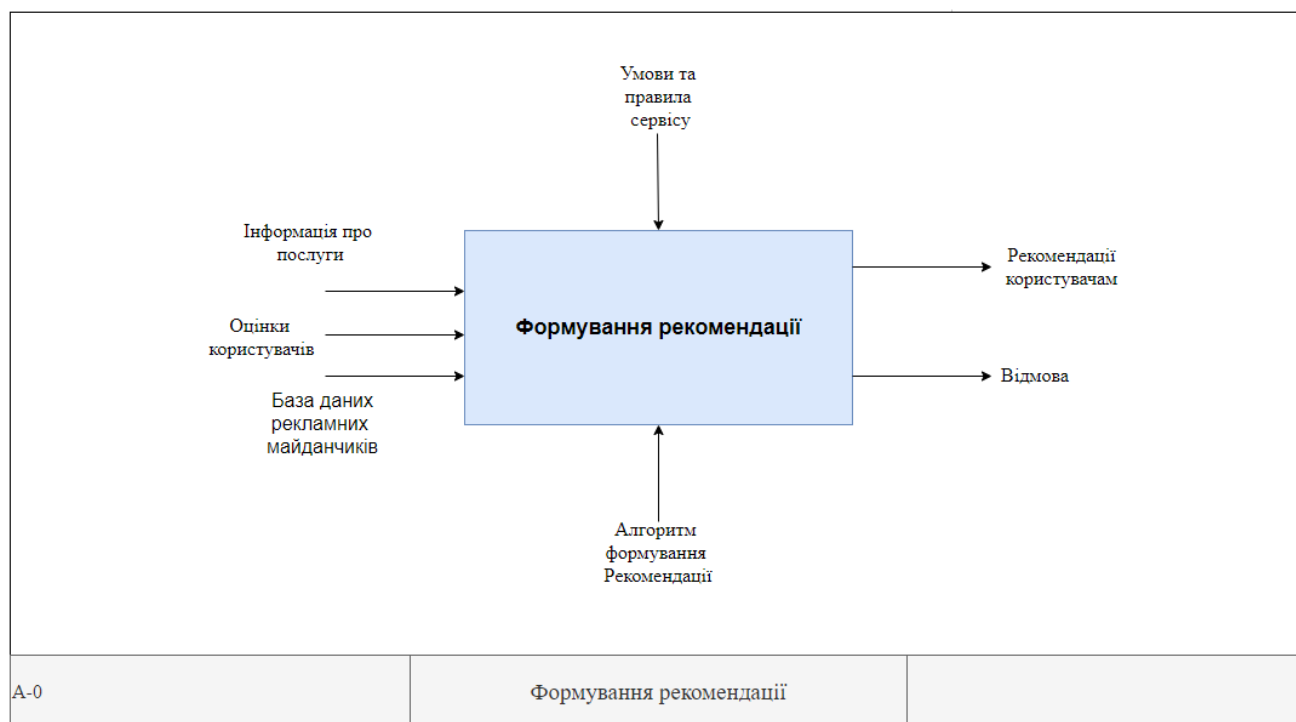 Умови та
правила
сервісу
Інформація про
послуги
Оцінки
користувачів
База даних
рекламних
майданчиків
Формування рекомендації
Рекомендації
користувачам
Відмова
Алгоритм
формування
Рекомендації
А-0
Формування рекомендації